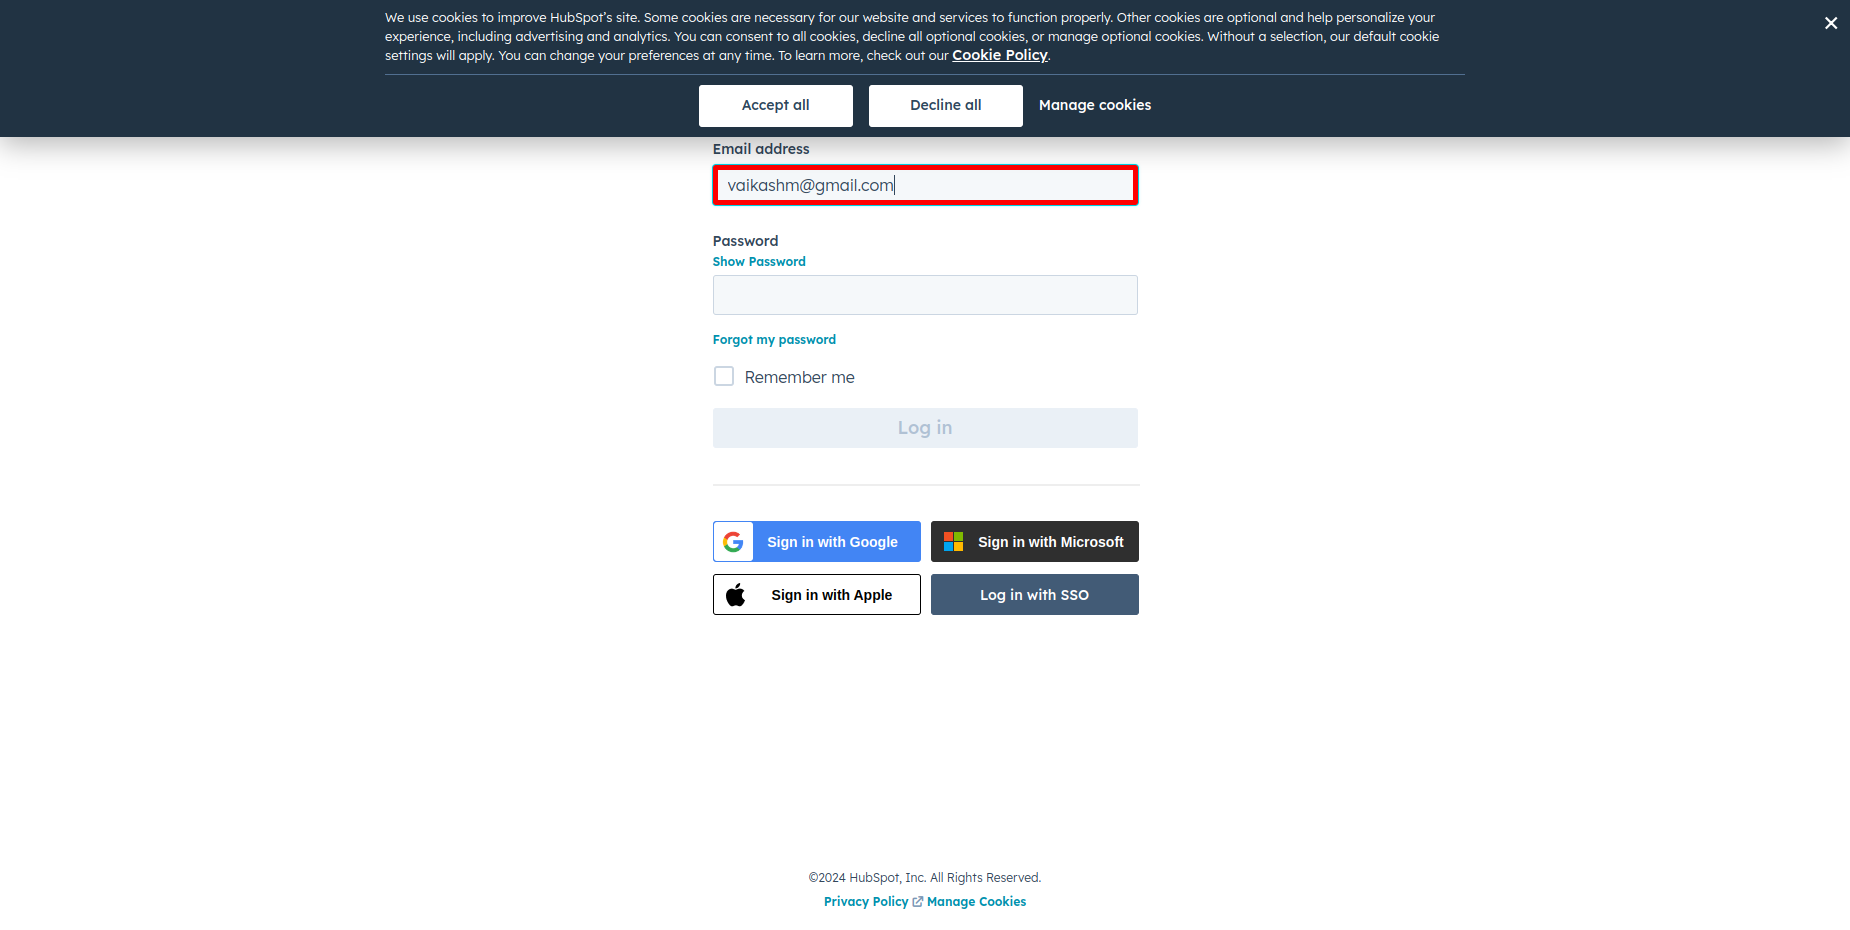 We use cookies to improve HubSpot's site. Some cookies are necessary for our website and services to function properly. Other cookies are optional and help personalize your
experience, including advertising and analytics. You can consent to all cookies, decline all optional cookies, or manage optional cookies. Without a selection, our default cookie
settings will apply. You can change your preferences at any time. To learn more, check out our Cookie Policy.
Accept all
Decline all
Manage cookies
Email address
vaikashm@gmail.com
Password
Show Password
Forgot my password
Remember me
Log in
Sign in with Google
Sign in with Microsoft
Sign in with Apple
Log in with SSO
©2024 HubSpot, Inc. All Rights Reserved.
Privacy Policy Manage Cookies